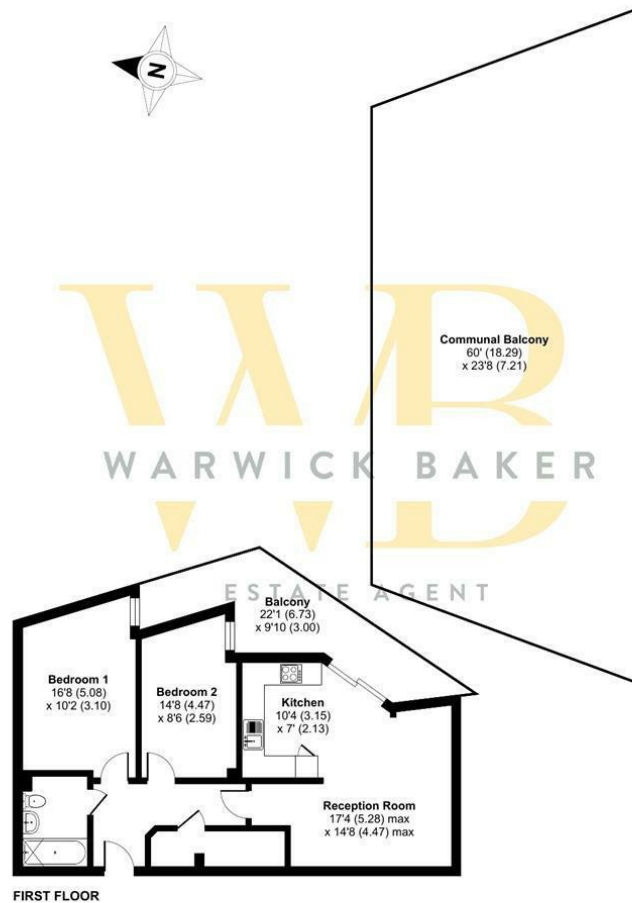 N
Communal Balcony
60' (18.29)
x 23'8 (7.21)
WB
WARWICK BAKER
ESTATE AGENT
Balcony
22'1 (6.73)
x 9'10 (3.00)
Bedroom 1
16'8 (5.08)
x 10'2 (3.10)
Bedroom 2
14'8 (4.47)
x 8'6 (2.59)
Kitchen
10'4 (3.15)
x 7' (2.13)
Reception Room
17'4 (5.28) max
x 14'8 (4.47) max
FIRST FLOOR